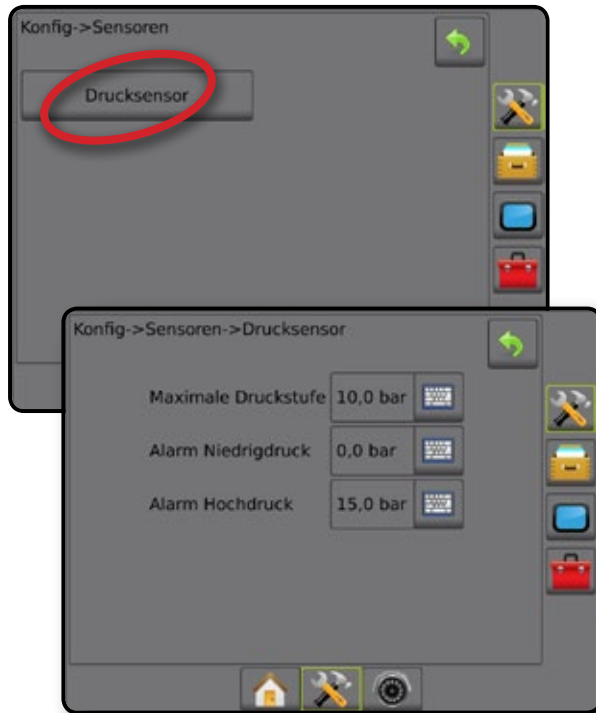 Konfig->Sensoren
Drucksensor
Konfig->Sensoren->Drucksensor
Maximale Druckstufe 10,0 bar
Alarm Niedrigdruck 0,0 bar
Alarm Hochdruck 15,0 bar